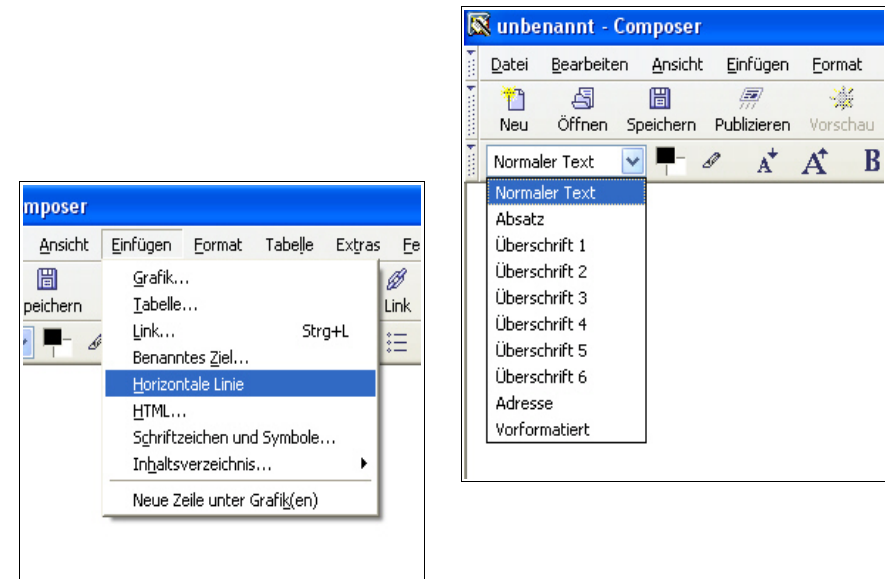 mposer
Ansicht Einfügen Format Tabelle Extras Fe
peichern Link
Grafik...
Tabelle...
Link... Strg+L
Benanntes Ziel...
Horizontale Linie
HTML...
Schriftzeichen und Symbole...
Inhaltsverzeichnis...
Neue Zeile unter Grafik(en)
unbenannt - Composer
Datei Bearbeiten Ansicht Einfügen Format
Neu Öffnen Speichern Publizieren Vorschau
Normaler Text A A B
Normaler Text
Absatz
Überschrift 1
Überschrift 2
Überschrift 3
Überschrift 4
Überschrift 5
Überschrift 6
Adresse
Vorformatiert